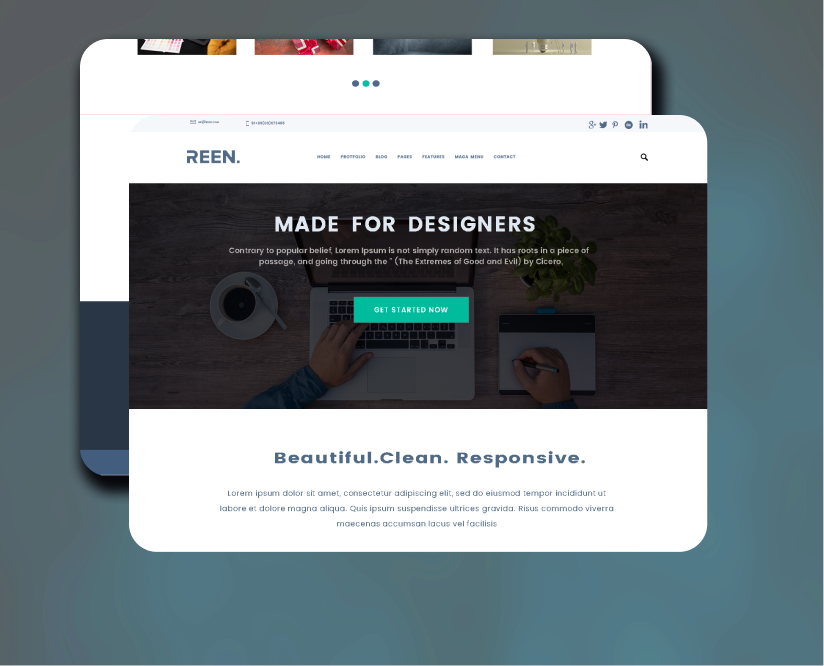 REEN.
HOME PROTFOLIO BLOG PAGES FEATURES MAGA MENU CONTACT
MADE FOR DESIGNERS
Contrary to popular belief, Lorem Ipsum is not simply random text. It has roots in a piece of
passage, and going through the " (The Extremes of Good and Evil) by Cicero,
GET STARTED NOW
Beautiful.Clean. Responsive.
Lorem ipsum dolor sit amet, consectetur adipiscing elit, sed do eiusmod tempor incididunt ut
labore et dolore magna aliqua. Quis ipsum suspendisse ultrices gravida. Risus commodo viverra
maecenas accumsan lacus vel facilisis